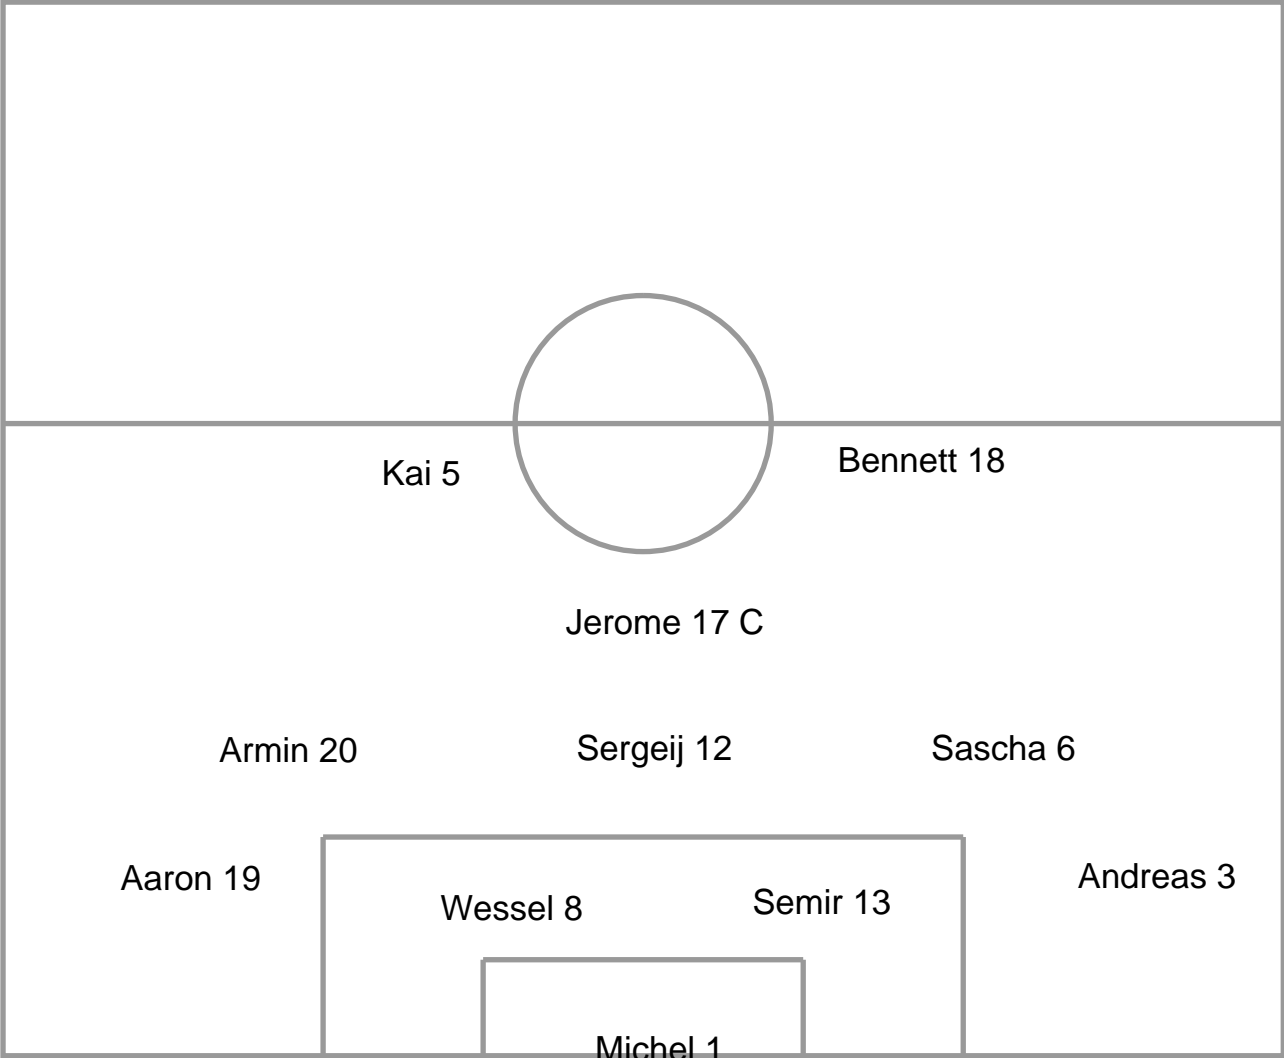 Kai 5
Bennett 18
Jerome 17 C
Armin 20
Sergeij 12
Sascha 6
Aaron 19
Andreas 3
Wessel 8
Semir 13
Michel 1